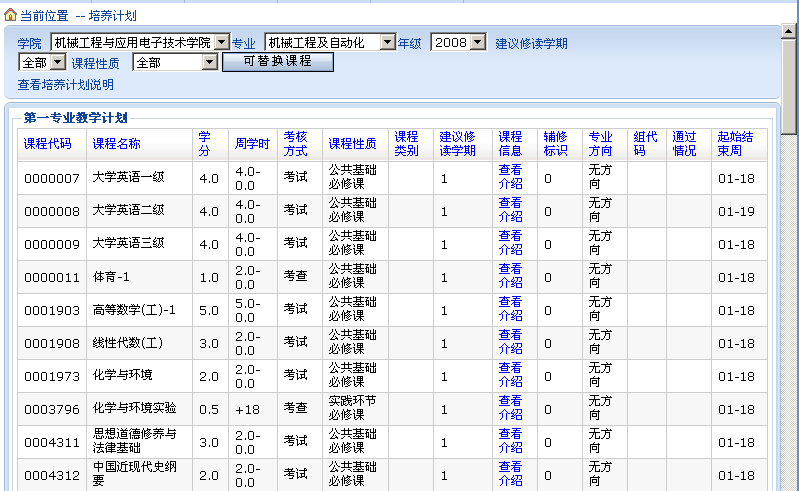 当前位置 -- 培养计划
学院 机械工程与应用电子技术学院 专业 机械工程及自动化 年级 2008 建议修读学期
全部 课程性质 全部 可替换课程
查看培养计划说明
第一专业教学计划
课程代码 课程名称 学分 周学时 考核方式 课程性质 课程类别 建议修读学期 课程信息 辅修标识 专业方向 组代码 通过情况 起始结束周
0000007 大学英语一级 4.0 4.0-0.0 考试 公共基础必修课 1 查看介绍 0 无方向 01-18
0000008 大学英语二级 4.0 4.0-0.0 考试 公共基础必修课 1 查看介绍 0 无方向 01-19
0000009 大学英语三级 4.0 4.0-0.0 考试 公共基础必修课 1 查看介绍 0 无方向 01-18
0000011 体育-1 1.0 2.0-0.0 考查 公共基础必修课 1 查看介绍 0 无方向 01-18
0001903 高等数学(工)-1 5.0 5.0-0.0 考试 公共基础必修课 1 查看介绍 0 无方向 01-18
0001908 线性代数(工) 3.0 2.0-0.0 考试 公共基础必修课 1 查看介绍 0 无方向 01-18
0001973 化学与环境 2.0 2.0-0.0 考试 公共基础必修课 1 查看介绍 0 无方向 01-18
0003796 化学与环境实验 0.5 +18 考查 实践环节必修课 1 查看介绍 0 无方向 01-18
0004311 思想道德修养与法律基础 3.0 2.0-0.0 考试 公共基础必修课 1 查看介绍 0 无方向 01-18
0004312 中国近现代史纲要 2.0 2.0-0.0 考试 公共基础必修课 1 查看介绍 0 无方向 01-18